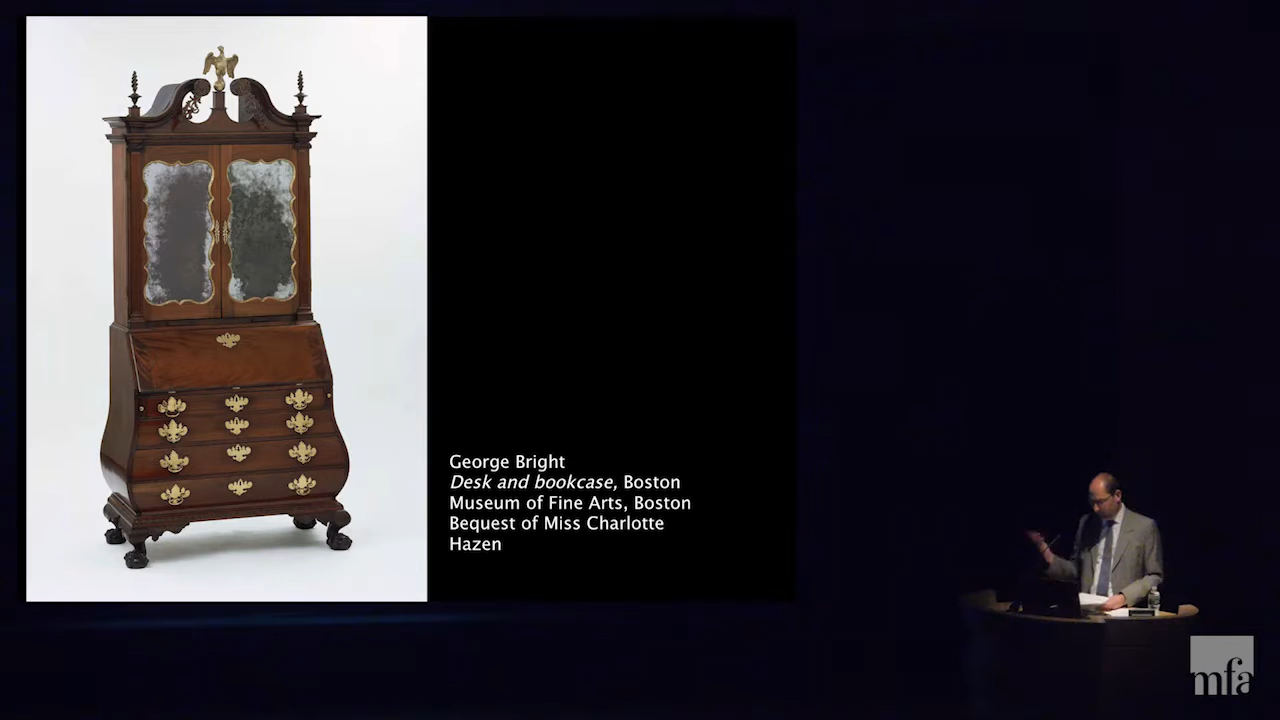 George Bright
Desk and bookcase, Boston
Museum of Fine Arts, Boston
Bequest of Miss Charlotte
Hazen
mfa